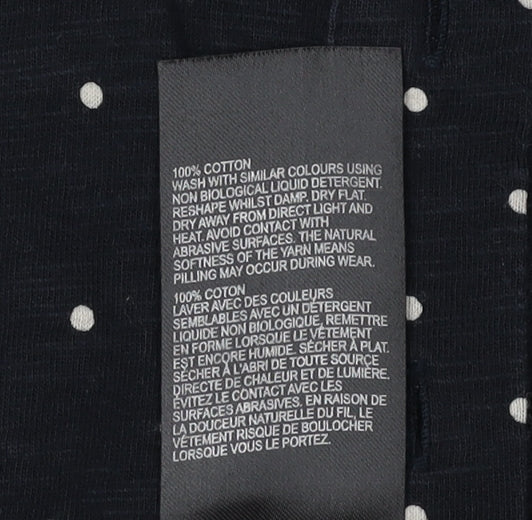 100% COTTON
WASH WITH SIMILAR COLOURS USING
NON BIOLOGICAL LIQUID DETERGENT.
RESHAPE WHILST DAMP. DRY FLAT.
DRY AWAY FROM DIRECT LIGHT AND
HEAT. AVOID CONTACT WITH
ABRASIVE SURFACES. THE NATURAL
SOFTNESS OF THE YARN MEANS
PILLING MAY OCCUR DURING WEAR.
100% COTON
LAVER AVEC DES COULEURS
SEMBLABLES AVEC UN DÉTERGENT
LIQUIDE NON BIOLOGIQUE, REMETTRE
EN FORME LORSQUE LE VÊTEMENT
EST ENCORE HUMIDE. SÉCHER À PLAT.
SÉCHER À L'ABRI DE TOUTE SOURCE
DIRECTE DE CHALEUR ET DE LUMIÈRE.
ÉVITEZ LE CONTACT AVEC LES
SURFACES ABRASIVES. EN RAISON DE
LA DOUCEUR NATURELLE DU FIL, LE
VÊTEMENT RISQUE DE BOULOCHER
LORSQUE VOUS LE PORTEZ.